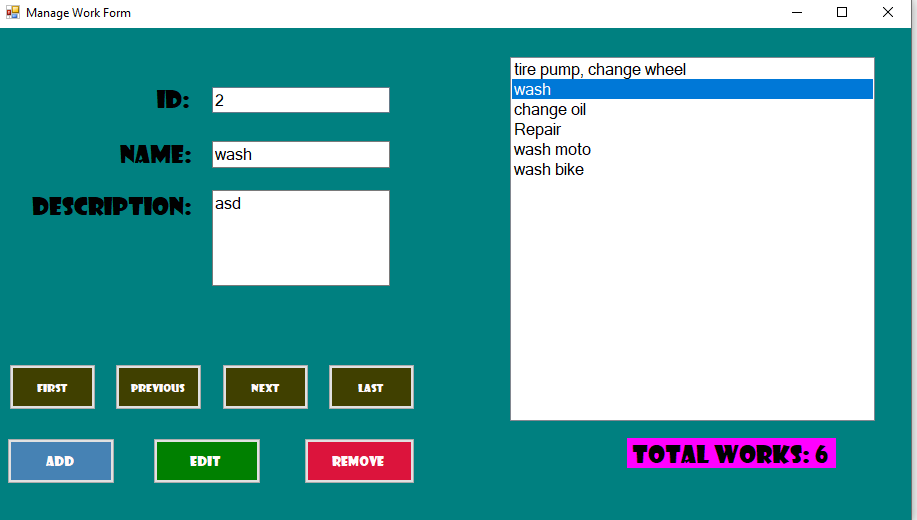 Manage Work Form
ID: 2
NAME: wash
DESCRIPTION: asd
tire pump, change wheel
wash
change oil
Repair
wash moto
wash bike
FIRST PREVIOUS NEXT LAST
ADD EDIT REMOVE
TOTAL WORKS: 6